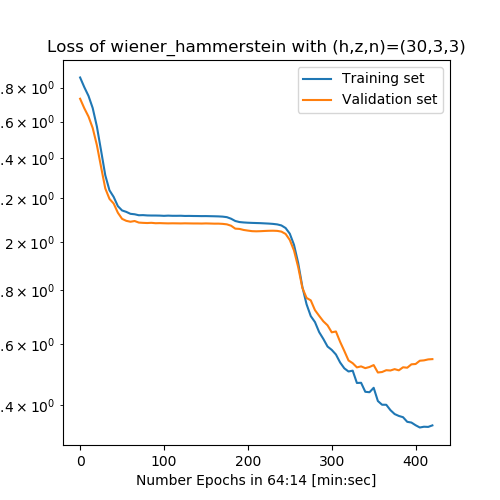 Loss of wiener_hammerstein with (h,z,n)=(30,3,3)
Training set
Validation set
.8 × 10⁰
.6 × 10⁰
.4 × 10⁰
.2 × 10⁰
2 × 10⁰
.8 × 10⁰
.6 × 10⁰
.4 × 10⁰
0 100 200 300 400
Number Epochs in 64:14 [min:sec]